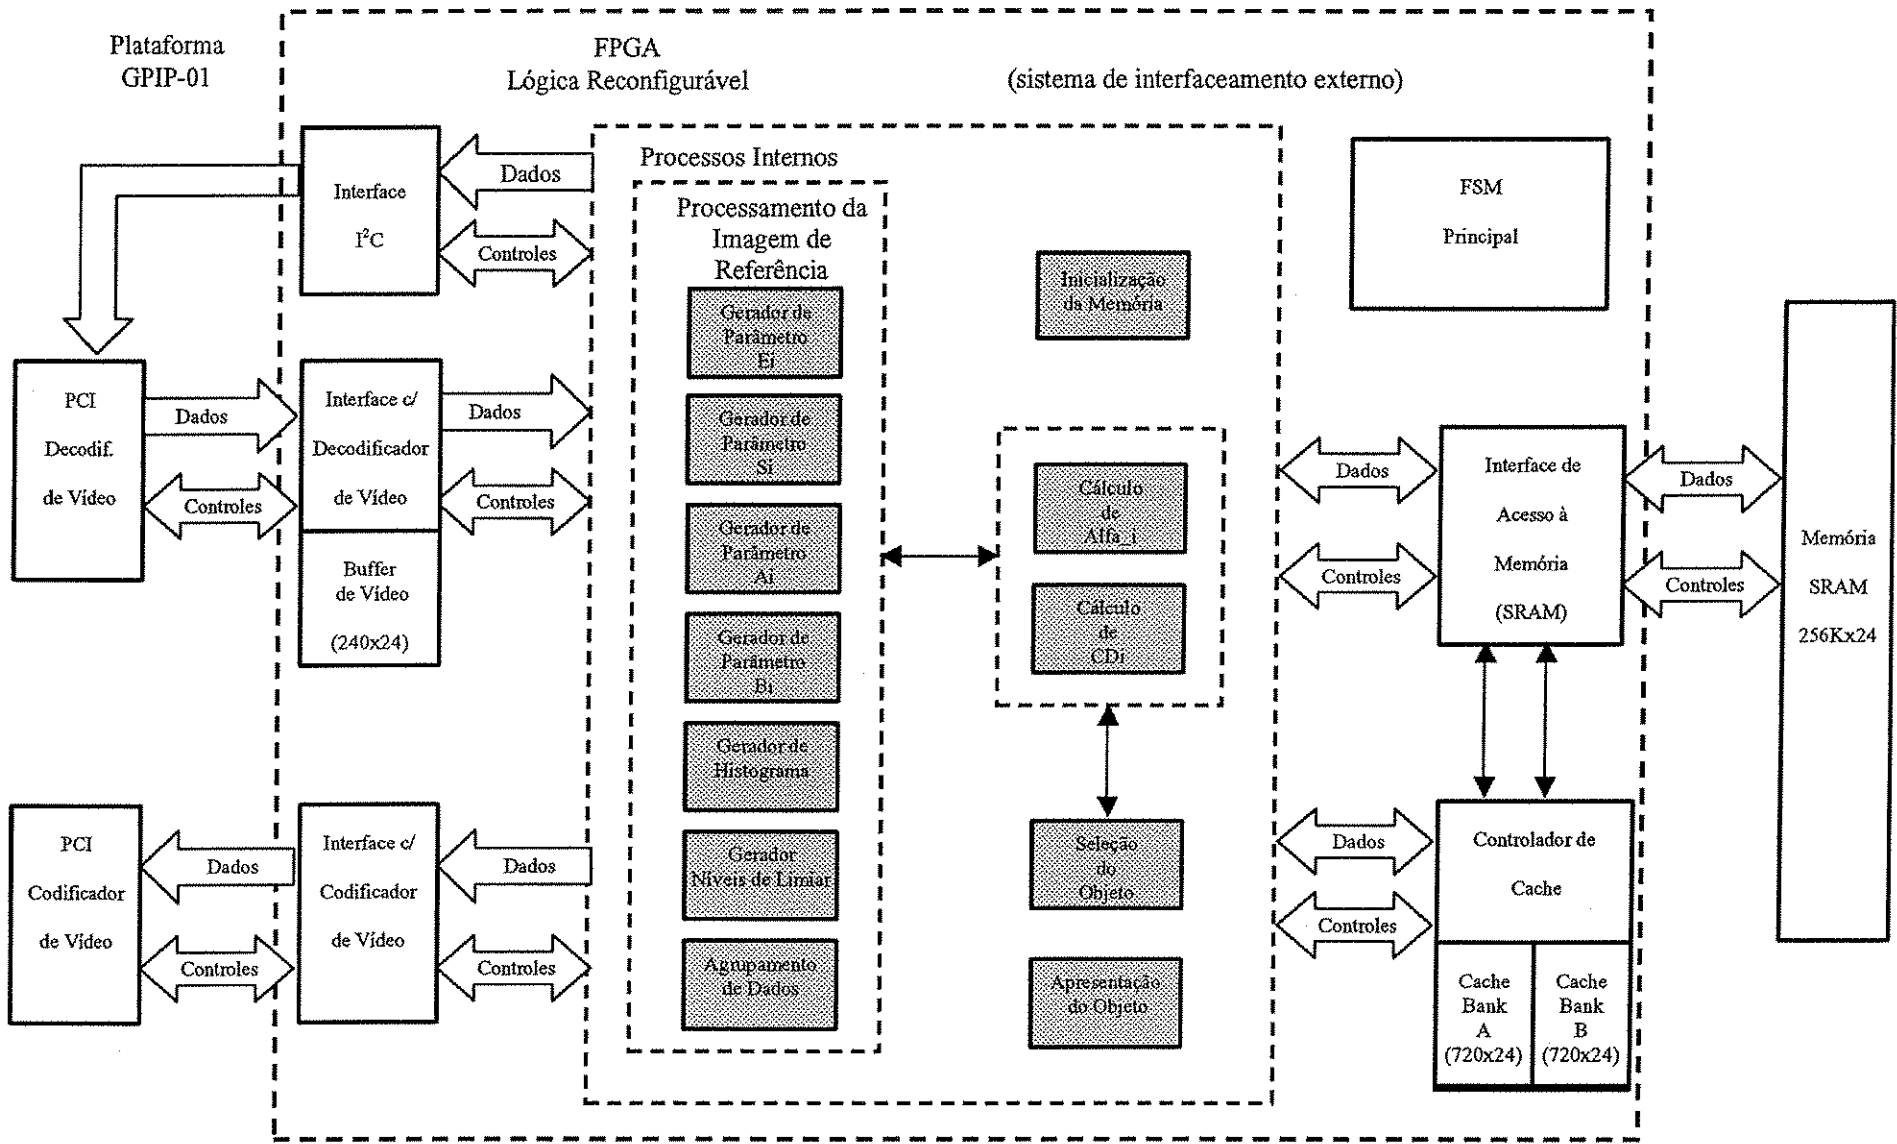 Plataforma
GPIP-01
FPGA
Lógica Reconfigurável
(sistema de interfaceamento externo)
Interface
I²C
Dados
Controles
Processos Internos
Processamento da
Imagem de
Referência
Gerador de
Parâmetro
Ei
Gerador de
Parâmetro
Si
Gerador de
Parâmetro
Ai
Gerador de
Parâmetro
Bi
Gerador de
Histograma
Gerador
Níveis de Limiar
Agrupamento
de Dados
Inicialização
da Memória
Cálculo
de
Alfa_i
Cálculo
de
CDi
Seleção
do
Objeto
Apresentação
do Objeto
FSM
Principal
PCI
Decodif.
de Vídeo
Dados
Controles
Interface c/
Decodificador
de Vídeo
Buffer
de Vídeo
(240x24)
Dados
Controles
PCI
Codificador
de Vídeo
Dados
Controles
Interface c/
Codificador
de Vídeo
Dados
Controles
Dados
Controles
Interface de
Acesso à
Memória
(SRAM)
Dados
Controles
Memória
SRAM
256Kx24
Dados
Controles
Controlador de
Cache
Cache
Bank
A
(720x24)
Cache
Bank
B
(720x24)